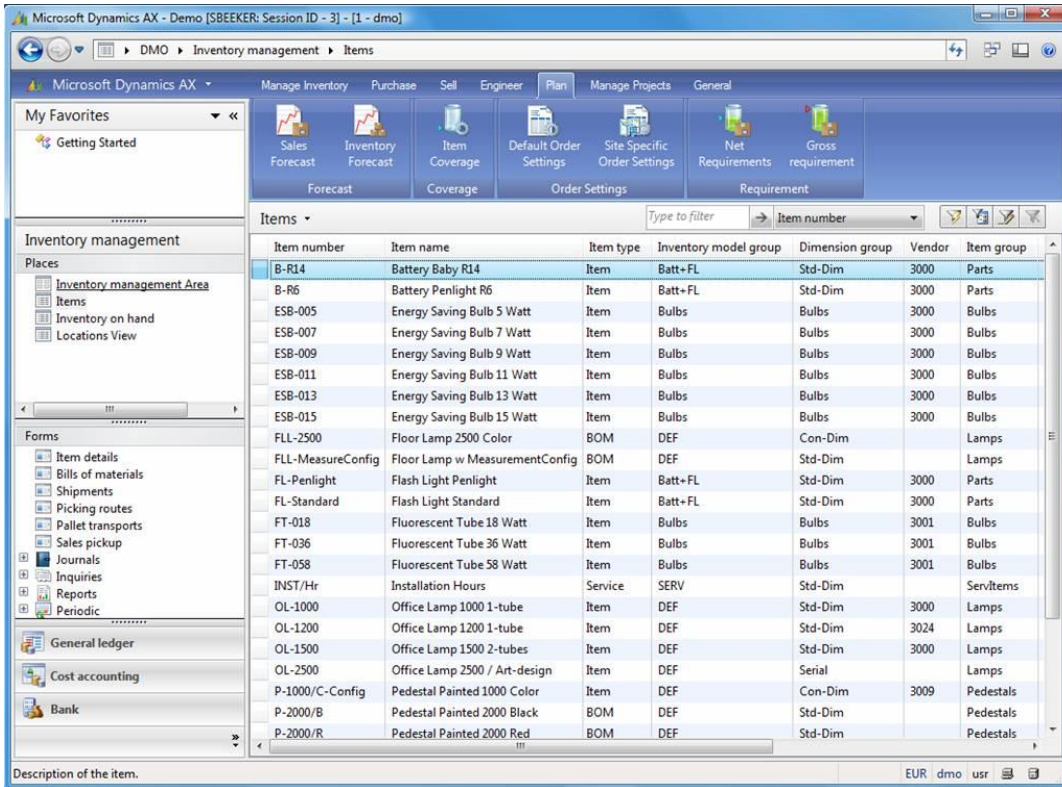 Microsoft Dynamics AX - Demo [SBEEKER: Session ID - 3] - [1 - dmo]
DMO Inventory management Items
Microsoft Dynamics AX
Manage Inventory Purchase Sell Engineer Plan Manage Projects General
My Favorites
Getting Started
Sales Forecast
Inventory Forecast
Item Coverage
Default Order Settings
Site Specific Order Settings
Net Requirements
Gross requirement
Forecast Coverage Order Settings Requirement
Items Type to filter Item number
Inventory management
Places
Inventory management Area
Items
Inventory on hand
Locations View
Forms
Item details
Bills of materials
Shipments
Picking routes
Pallet transports
Sales pickup
Journals
Inquiries
Reports
Periodic
General ledger
Cost accounting
Bank
Item number Item name Item type Inventory model group Dimension group Vendor Item group
B-R14 Battery Baby R14 Item Batt+FL Std-Dim 3000 Parts
B-R6 Battery Penlight R6 Item Batt+FL Std-Dim 3000 Parts
ESB-005 Energy Saving Bulb 5 Watt Item Bulbs Bulbs 3000 Bulbs
ESB-007 Energy Saving Bulb 7 Watt Item Bulbs Bulbs 3000 Bulbs
ESB-009 Energy Saving Bulb 9 Watt Item Bulbs Bulbs 3000 Bulbs
ESB-011 Energy Saving Bulb 11 Watt Item Bulbs Bulbs 3000 Bulbs
ESB-013 Energy Saving Bulb 13 Watt Item Bulbs Bulbs 3000 Bulbs
ESB-015 Energy Saving Bulb 15 Watt Item Bulbs Bulbs 3000 Bulbs
FLL-2500 Floor Lamp 2500 Color BOM DEF Con-Dim Lamps
FLL-MeasureConfig Floor Lamp w MeasurementConfig BOM DEF Std-Dim Lamps
FL-Penlight Flash Light Penlight Item Batt+FL Std-Dim 3000 Parts
FL-Standard Flash Light Standard Item Batt+FL Std-Dim 3000 Parts
FT-018 Fluorescent Tube 18 Watt Item Bulbs Bulbs 3001 Bulbs
FT-036 Fluorescent Tube 36 Watt Item Bulbs Bulbs 3001 Bulbs
FT-058 Fluorescent Tube 58 Watt Item Bulbs Bulbs 3001 Bulbs
INST/Hr Installation Hours Service SERV Std-Dim ServItems
OL-1000 Office Lamp 1000 1-tube Item DEF Std-Dim 3000 Lamps
OL-1200 Office Lamp 1200 1-tube Item DEF Std-Dim 3024 Lamps
OL-1500 Office Lamp 1500 2-tubes Item DEF Std-Dim 3000 Lamps
OL-2500 Office Lamp 2500 / Art-design Item DEF Serial Lamps
P-1000/C-Config Pedestal Painted 1000 Color Item DEF Con-Dim 3009 Pedestals
P-2000/B Pedestal Painted 2000 Black BOM DEF Std-Dim Pedestals
P-2000/R Pedestal Painted 2000 Red BOM DEF Std-Dim Pedestals
Description of the item. EUR dmo usr